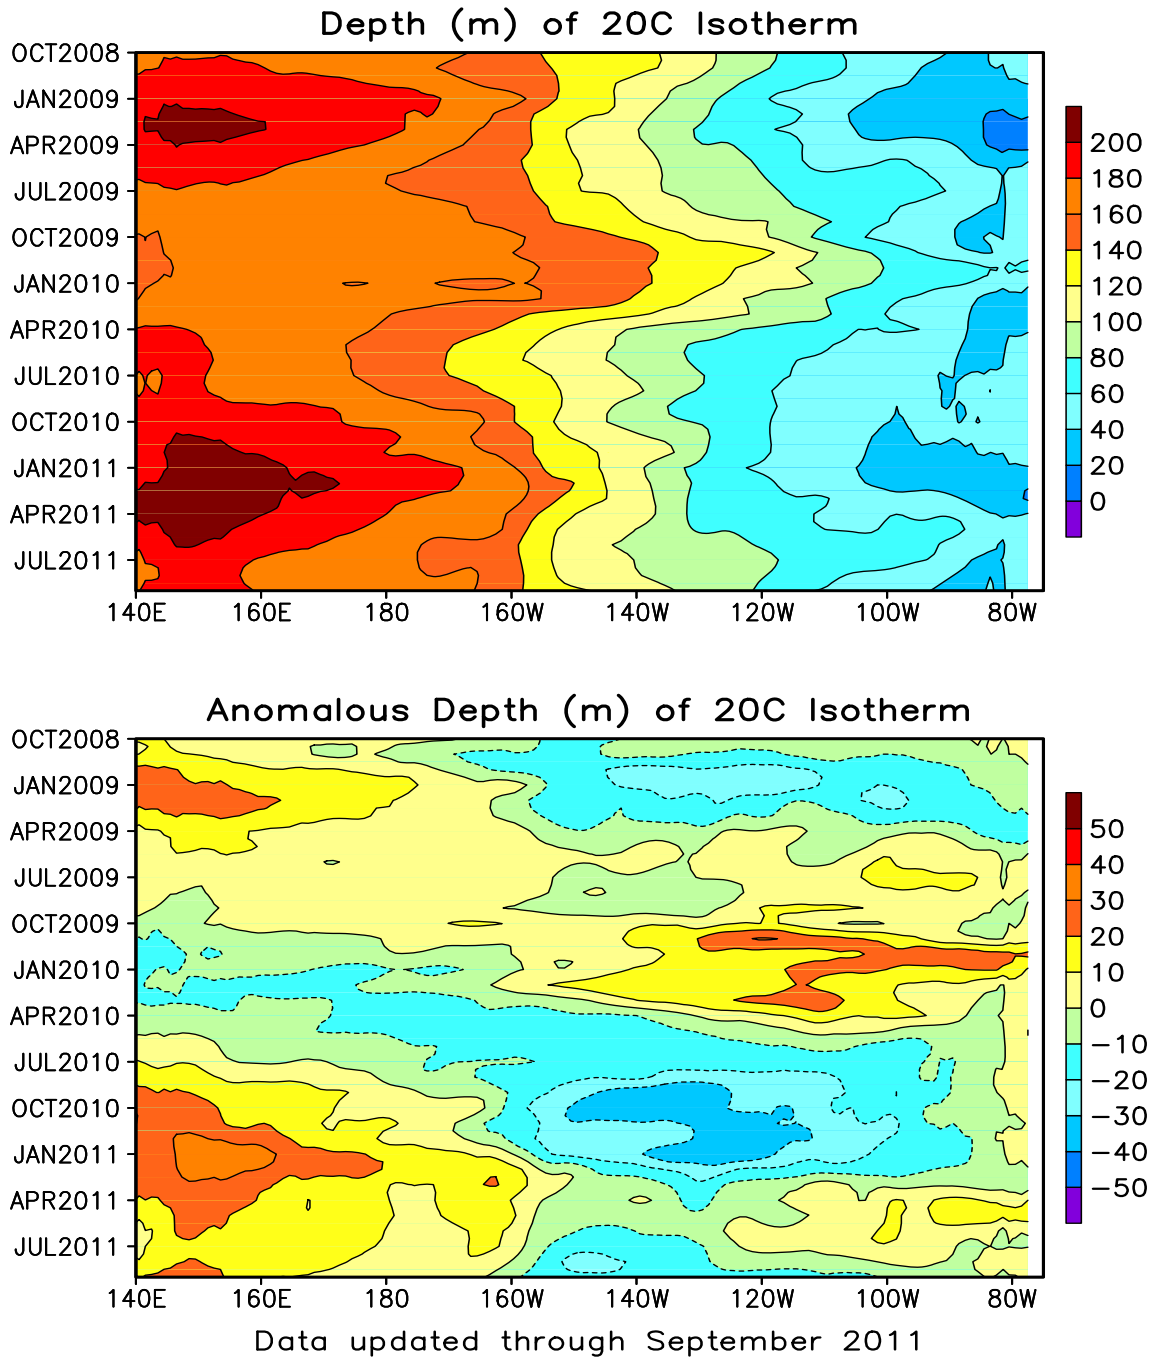 Depth (m) of 20C Isotherm
OCT2008
JAN2009
APR2009
JUL2009
OCT2009
JAN2010
APR2010
JUL2010
OCT2010
JAN2011
APR2011
JUL2011
140E 160E 180 160W 140W 120W 100W 80W
200
180
160
140
120
100
80
60
40
20
0
Anomalous Depth (m) of 20C Isotherm
OCT2008
JAN2009
APR2009
JUL2009
OCT2009
JAN2010
APR2010
JUL2010
OCT2010
JAN2011
APR2011
JUL2011
140E 160E 180 160W 140W 120W 100W 80W
50
40
30
20
10
0
−10
−20
−30
−40
−50
Data updated through September 2011